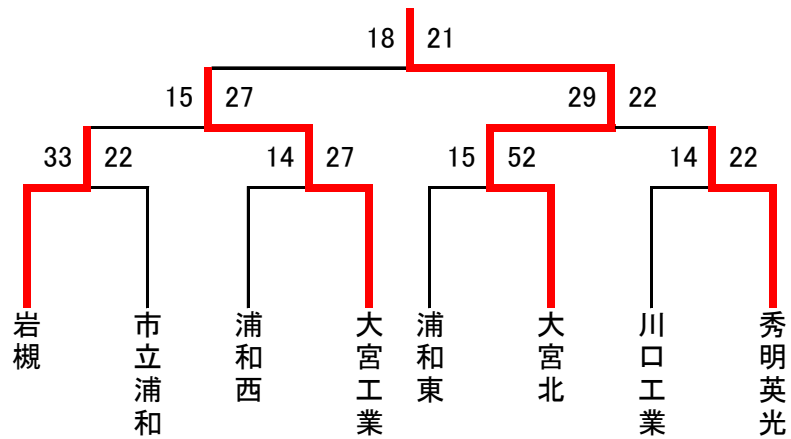 18 21
15 27
29 22
33 22
14 27
15 52
14 22
岩槻
市立浦和
浦和西
大宮工業
浦和東
大宮北
川口工業
秀明英光